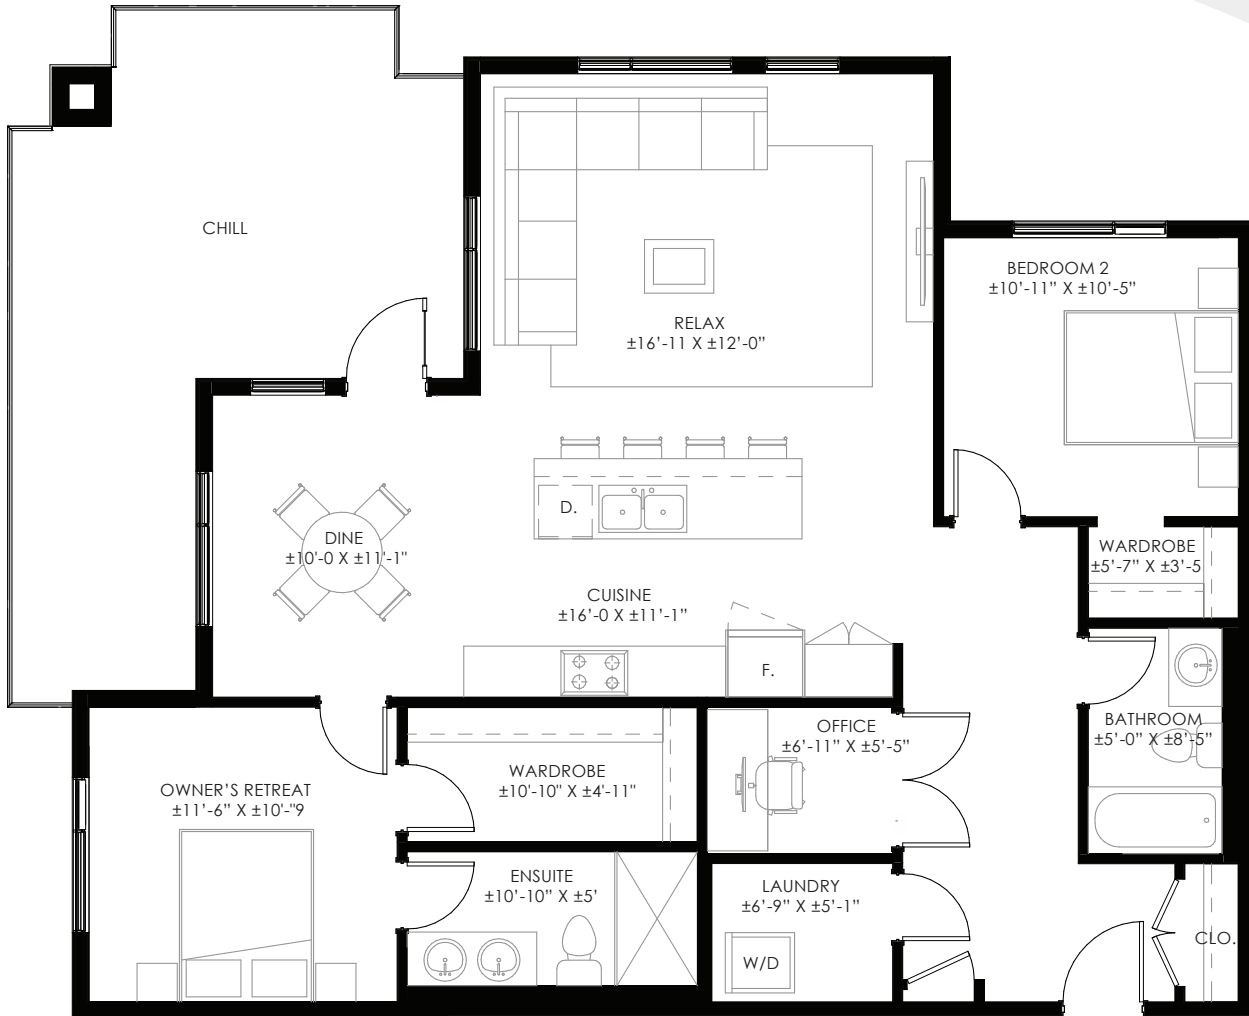 CHILL
BEDROOM 2
±10'-11” X ±10'-5”
RELAX
±16'-11 X ±12'-0”
D.
DINE
±10'-0 X ±11'-1"
WARDROBE
±5'-7” X ±3'-5
CUISINE
±16'-0 X ±11'-1”
F.
OFFICE
±6'-11” X ±5'-5”
BATHROOM
±5'-0” X ±8'-5”
WARDROBE
±10'-10” X ±4'-11"
OWNER'S RETREAT
±11'-6” X ±10'-"9
ENSUITE
±10'-10” X ±5'
LAUNDRY
±6'-9” X ±5'-1”
CLO.
W/D